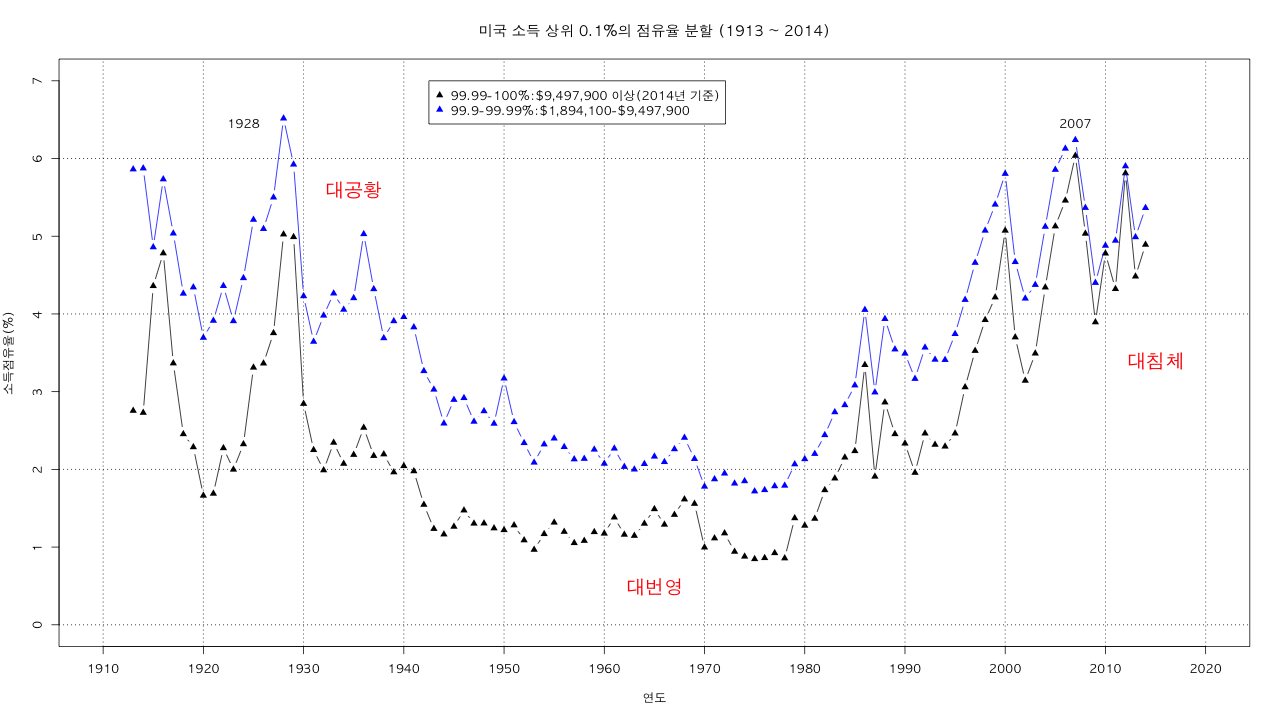 미국 소득 상위 0.1%의 점유율 분할 (1913 ~ 2014)
99.99-100%:$9,497,900 이상(2014년 기준)
99.9-99.99%:$1,894,100-$9,497,900
1928
2007
대공황
대침체
대번영
소득점유율(%)
7
6
5
4
3
2
1
0
1910 1920 1930 1940 1950 1960 1970 1980 1990 2000 2010 2020
연도